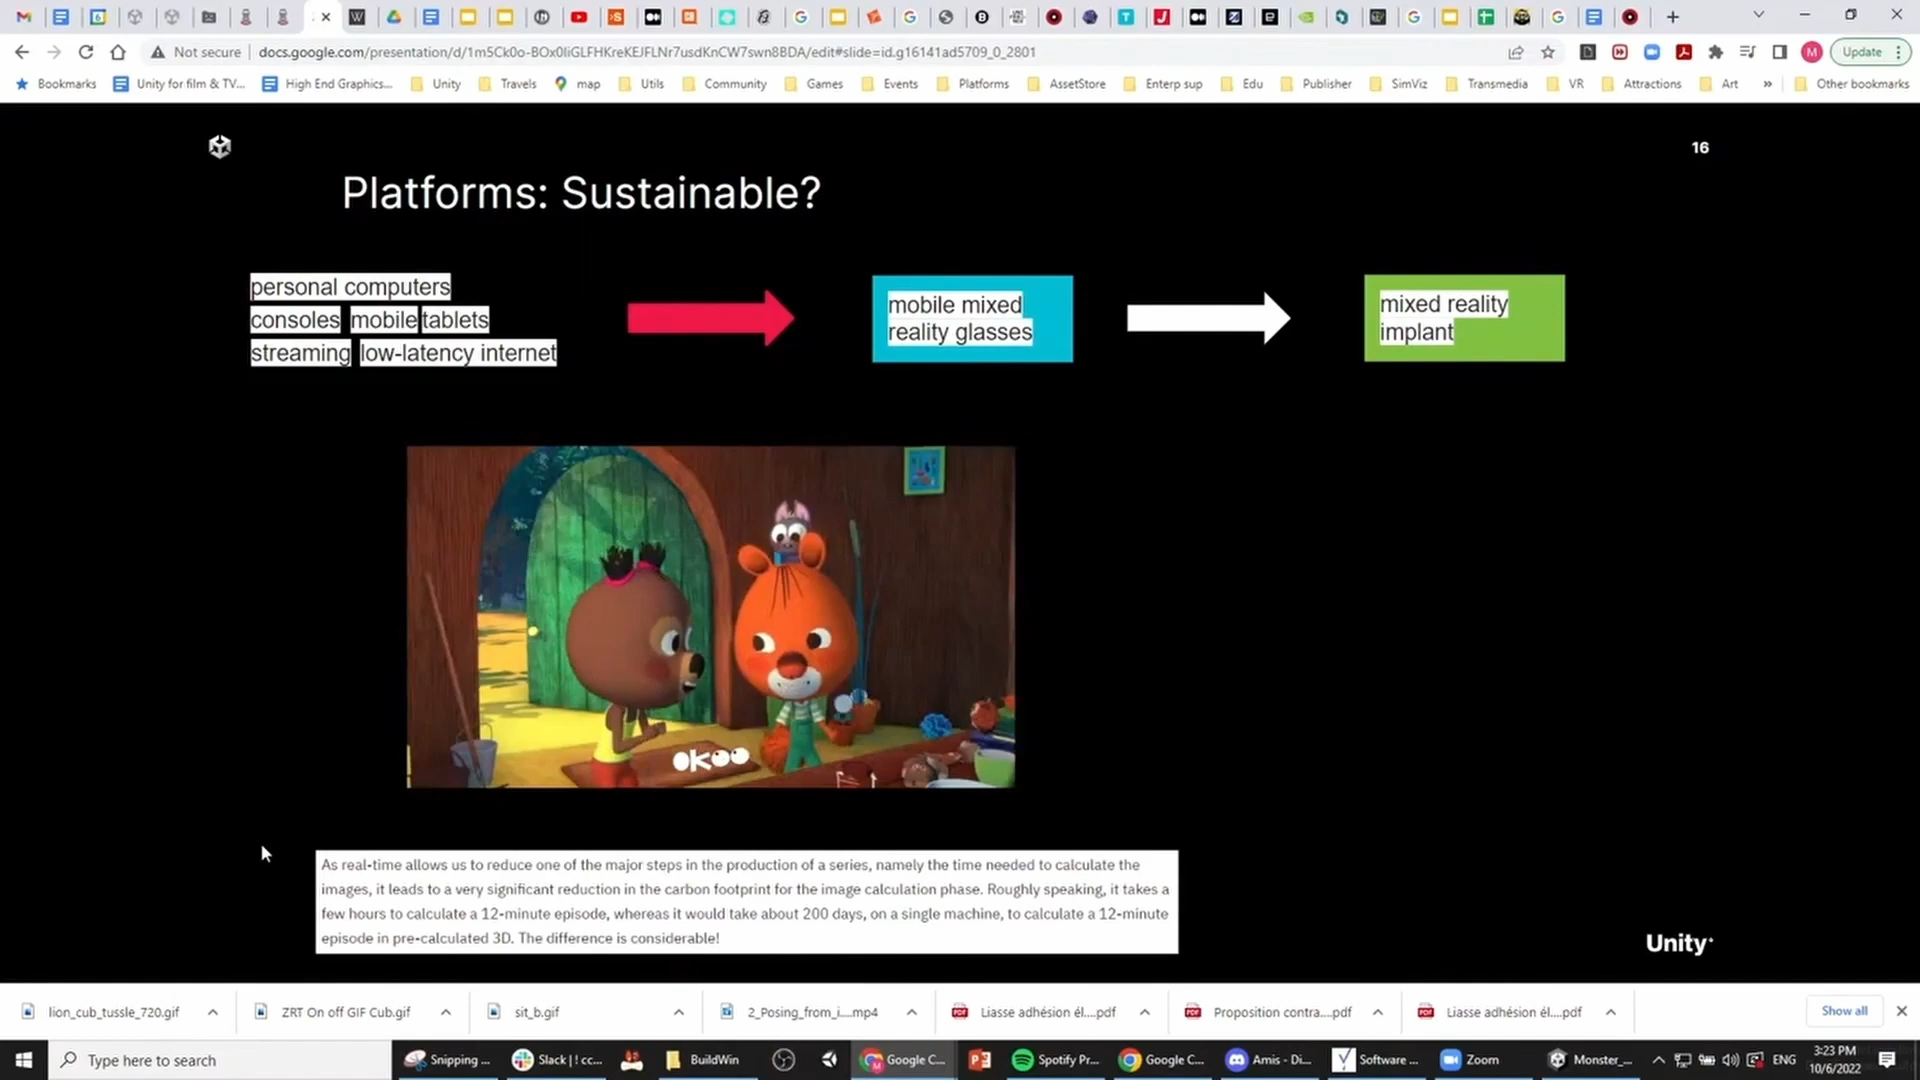 Not secure
docs.google.com/presentation/d/1m5Ck0o-BOx0liGLFHKreKEJFLNr7usdKnCW7swn8BDA/edit#slide=id.g16141ad5709_0_2801
Update
Bookmarks
Unity for film & TV...
High End Graphics...
Unity
Travels
map
Utils
Community
Games
Events
Platforms
AssetStore
Enterp sup
Edu
Publisher
SimViz
Transmedia
VR
Attractions
Art
»
Other bookmarks
16
Platforms: Sustainable?
personal computers
consoles mobile tablets
streaming low-latency internet
mobile mixed
reality glasses
mixed reality
implant
okoo
As real-time allows us to reduce one of the major steps in the production of a series, namely the time needed to calculate the
images, it leads to a very significant reduction in the carbon footprint for the image calculation phase. Roughly speaking, it takes a
few hours to calculate a 12-minute episode, whereas it would take about 200 days, on a single machine, to calculate a 12-minute
episode in pre-calculated 3D. The difference is considerable!
Unity
lion_cub_tussle_720.gif
ZRT On off GIF Cub.gif
sit_b.gif
2_Posing_from_i....mp4
Liasse adhésion él....pdf
Proposition contra....pdf
Liasse adhésion él....pdf
Show all
Type here to search
Snipping ...
Slack | ! cc...
BuildWin
Google C...
Spotify Pr...
Google C...
Amis - Di...
Software ...
Zoom
Monster_...
ENG
3:23 PM
10/6/2022